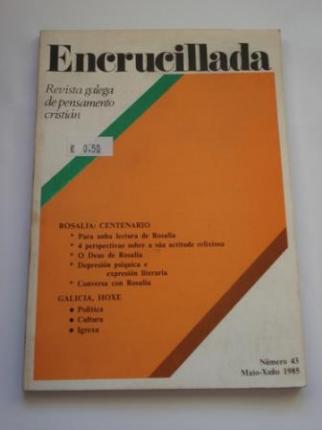 Encrucillada
Revista galega
de pensamento
cristián
€ 0.50
ROSALIA: CENTENARIO
* Para unha lectura de Rosalía
* 4 perspectivas sobre a súa actitude relixiosa
* O Deus de Rosalía
* Depresión psíquica e
expresión literaria
* Conversa con Rosalía
GALICIA, HOXE
• Política
• Cultura
• Igrexa
Número 43
Maio-Xuño 1985